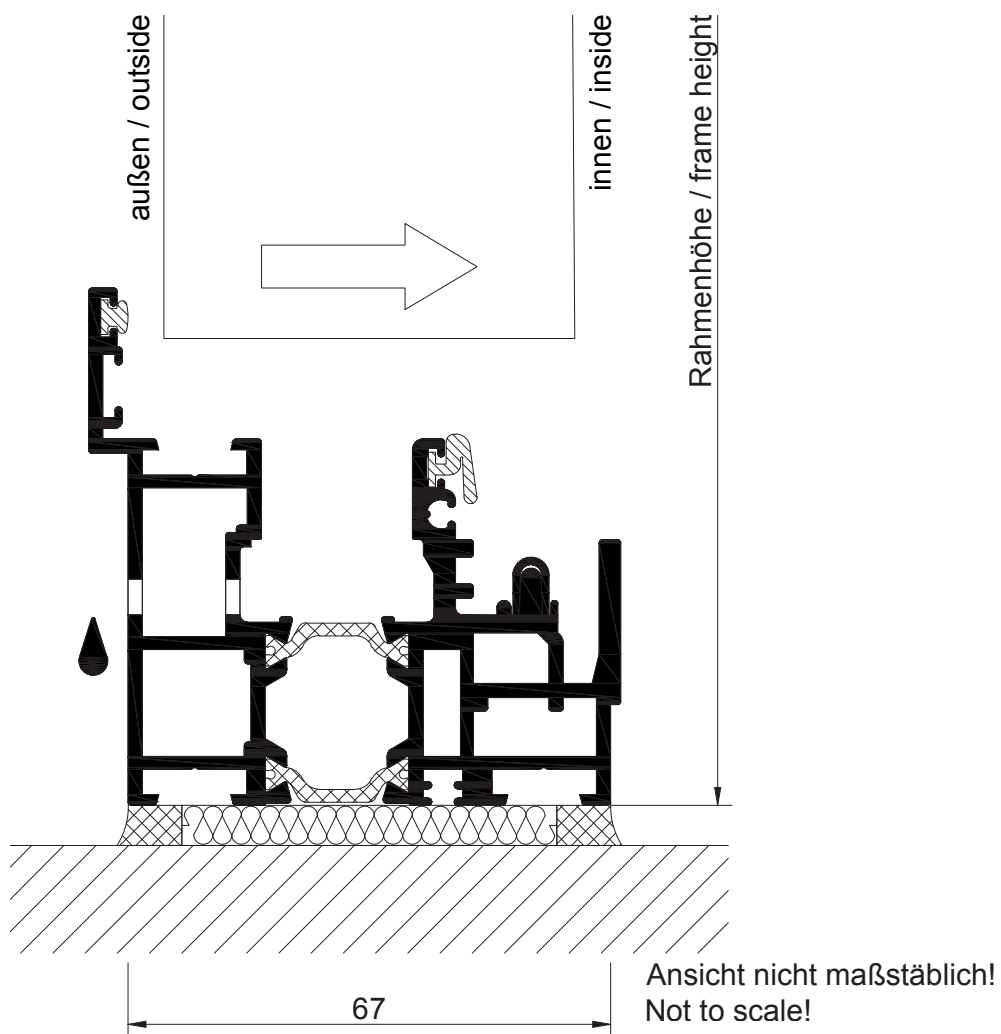 außen / outside
innen / inside
Rahmenhöhe / frame height
67
Ansicht nicht maßstäblich!
Not to scale!